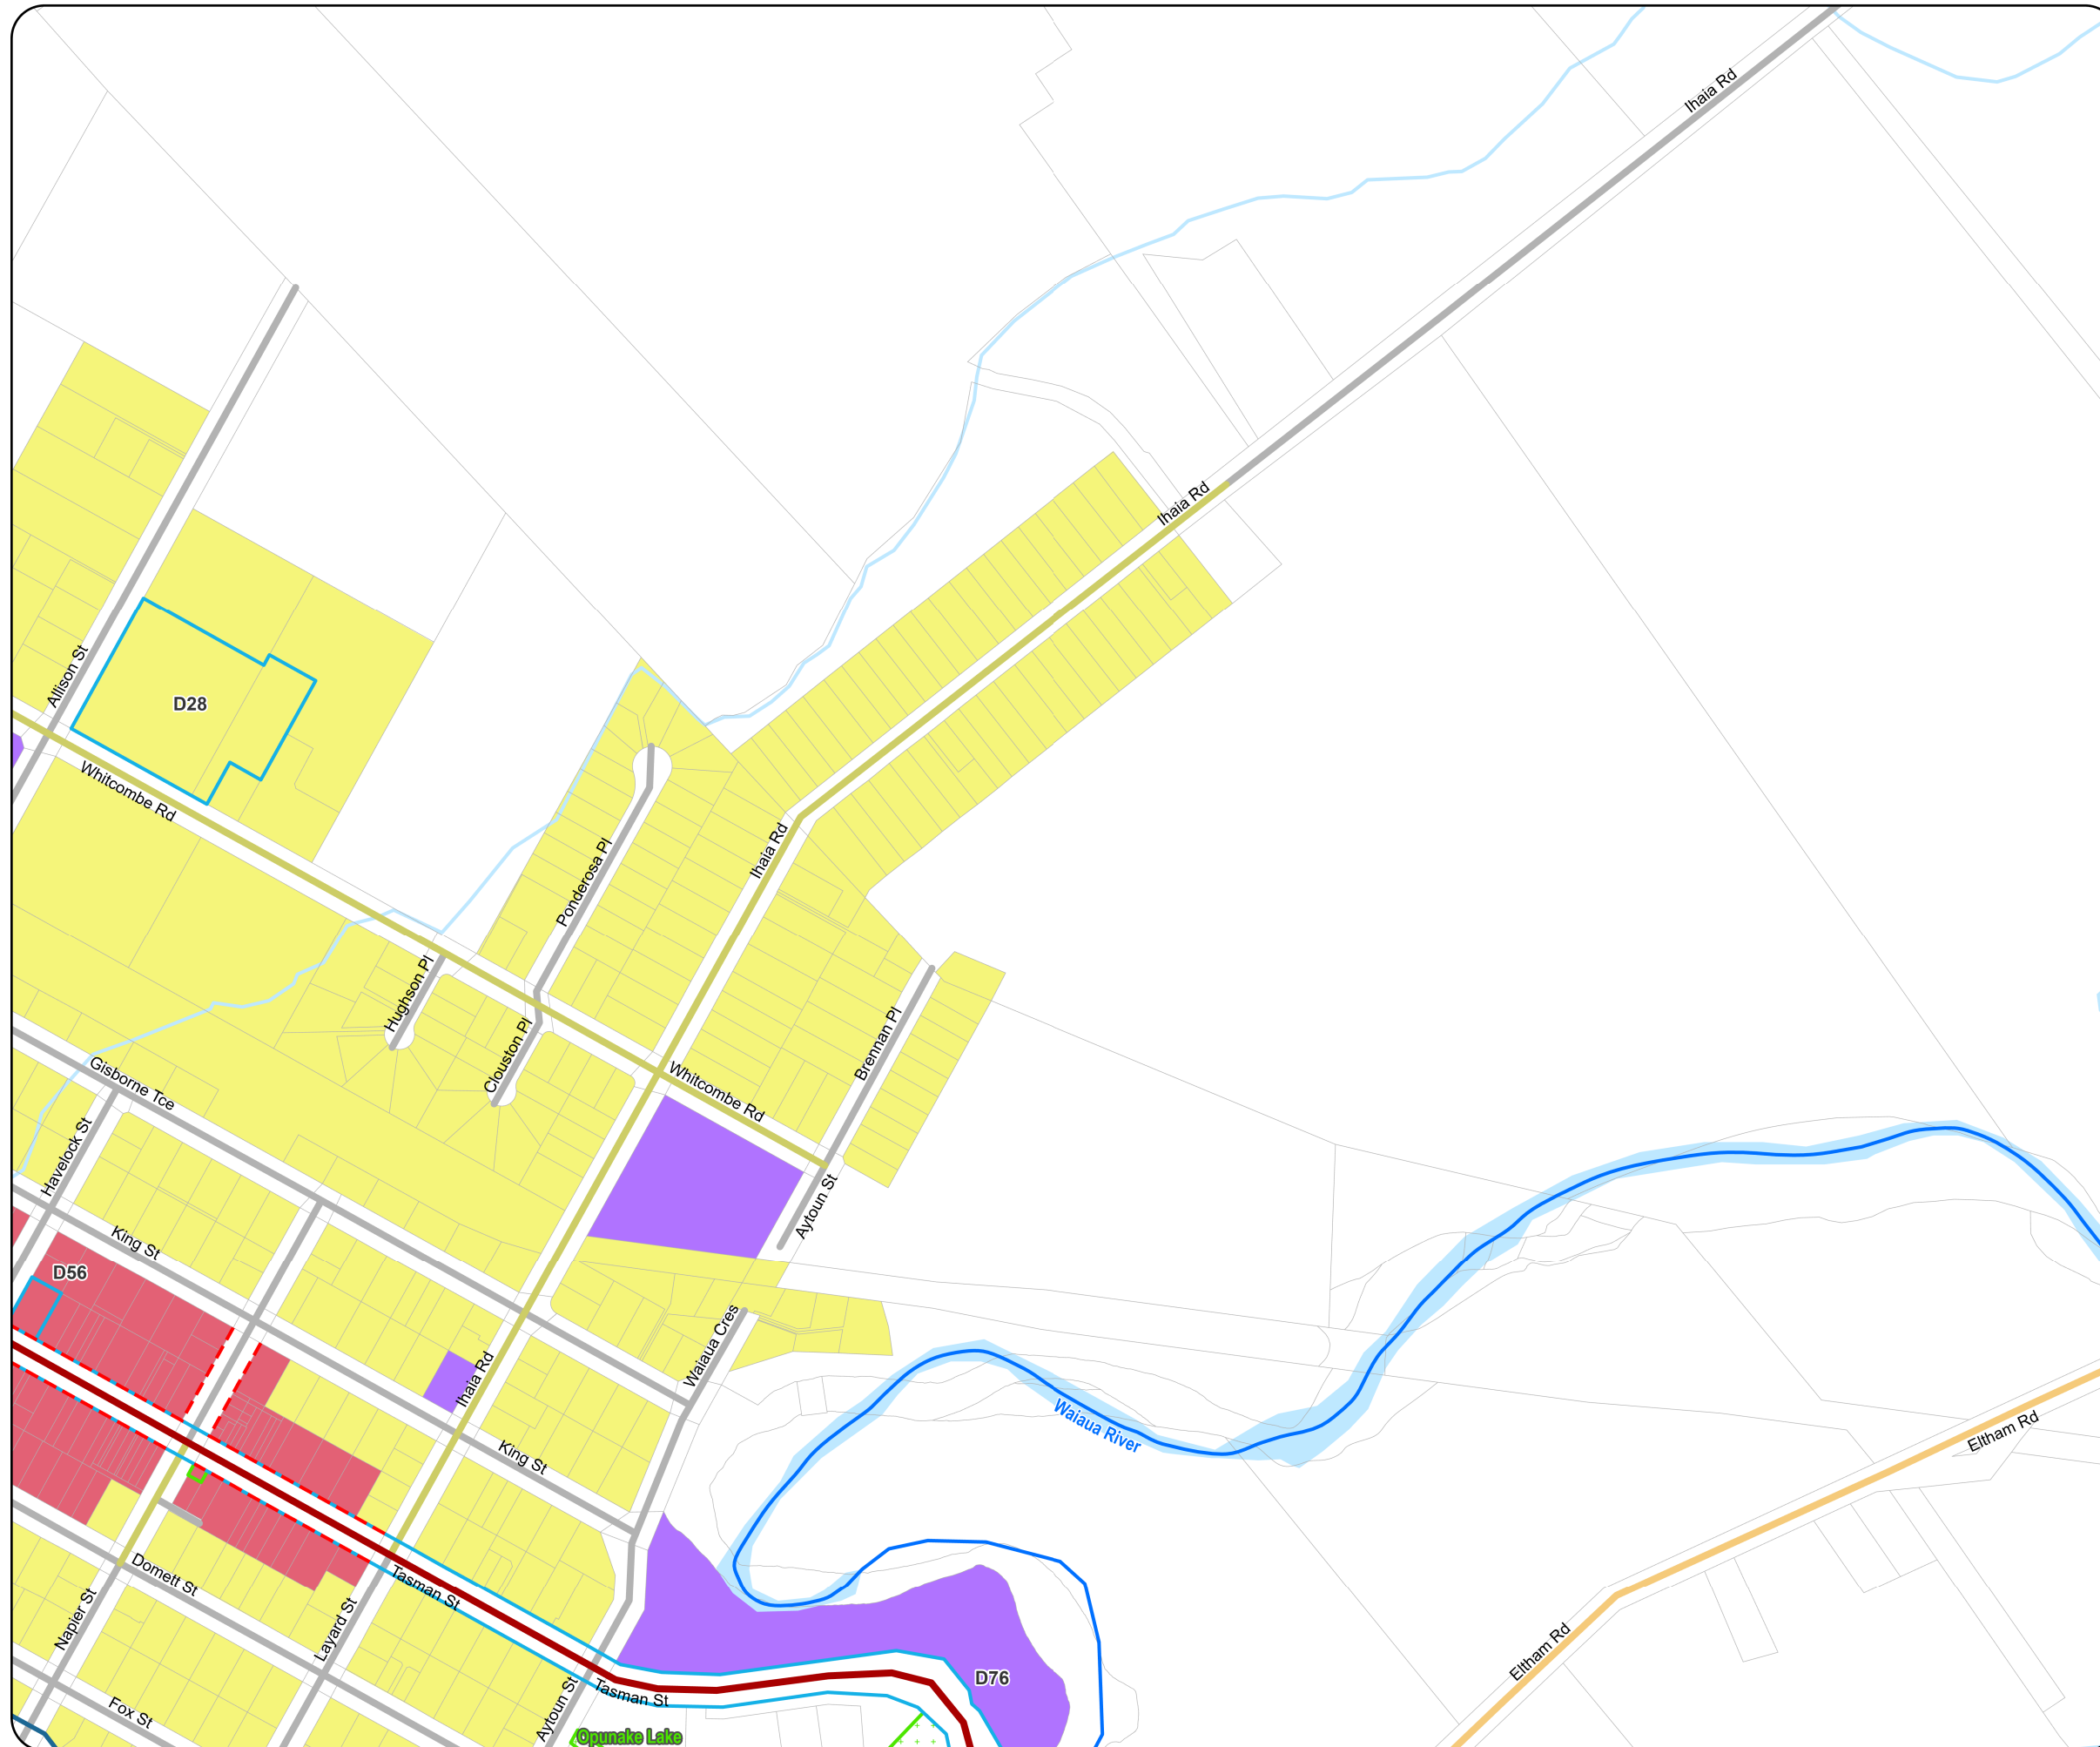 Ihaia Rd
Ihaia Rd
Allison St
D28
Whitcombe Rd
Ihaia Rd
Ponderosa Pl
Hughson Pl
Clouston Pl
Brennan Pl
Whitcombe Rd
Gisborne Tce
Havelock St
Aytoun St
King St
D56
Waiaua Cres
Ihaia Rd
Waiaua River
Eltham Rd
King St
Domett St
Tasman St
Napier St
Layard St
Eltham Rd
D76
Tasman St
Aytoun St
Fox St
Opunake Lake